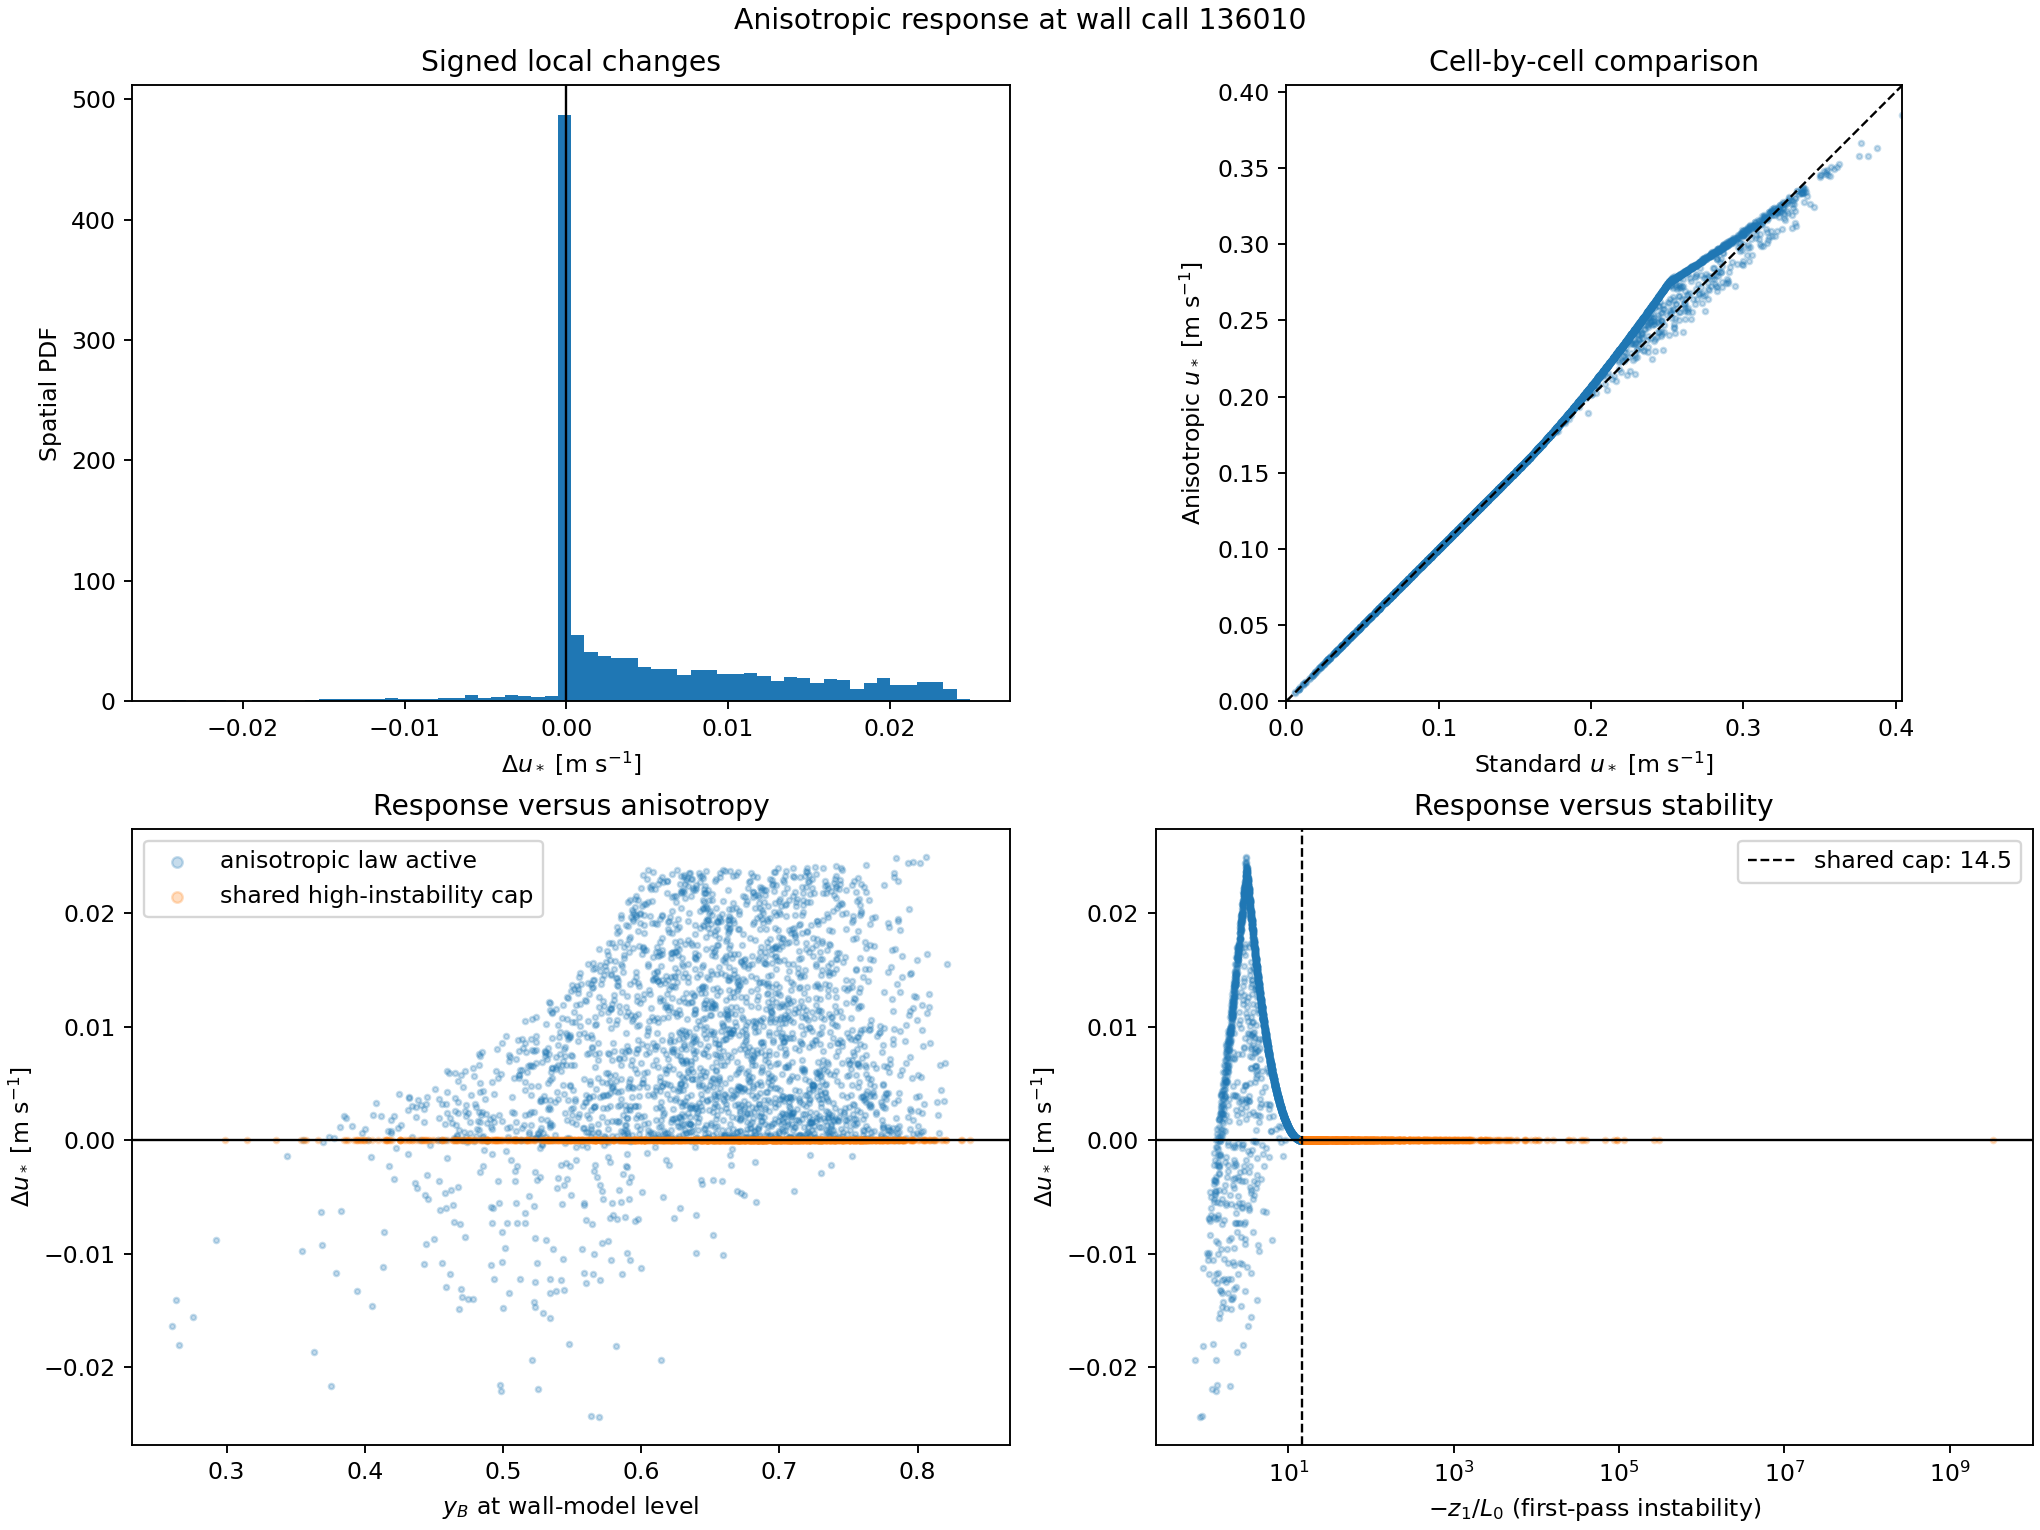 Anisotropic response at wall call 136010
Signed local changes
500
400
300
200
100
0
Spatial PDF
−0.02 −0.01 0.00 0.01 0.02
Δu* [m s⁻¹]
Cell-by-cell comparison
0.40
0.35
0.30
0.25
0.20
0.15
0.10
0.05
0.00
Anisotropic u* [m s⁻¹]
0.0 0.1 0.2 0.3 0.4
Standard u* [m s⁻¹]
Response versus anisotropy
anisotropic law active
shared high-instability cap
0.02
0.01
0.00
−0.01
−0.02
Δu* [m s⁻¹]
0.3 0.4 0.5 0.6 0.7 0.8
y_B at wall-model level
Response versus stability
shared cap: 14.5
0.02
0.01
0.00
−0.01
−0.02
Δu* [m s⁻¹]
10¹ 10³ 10⁵ 10⁷ 10⁹
−z₁/L₀ (first-pass instability)